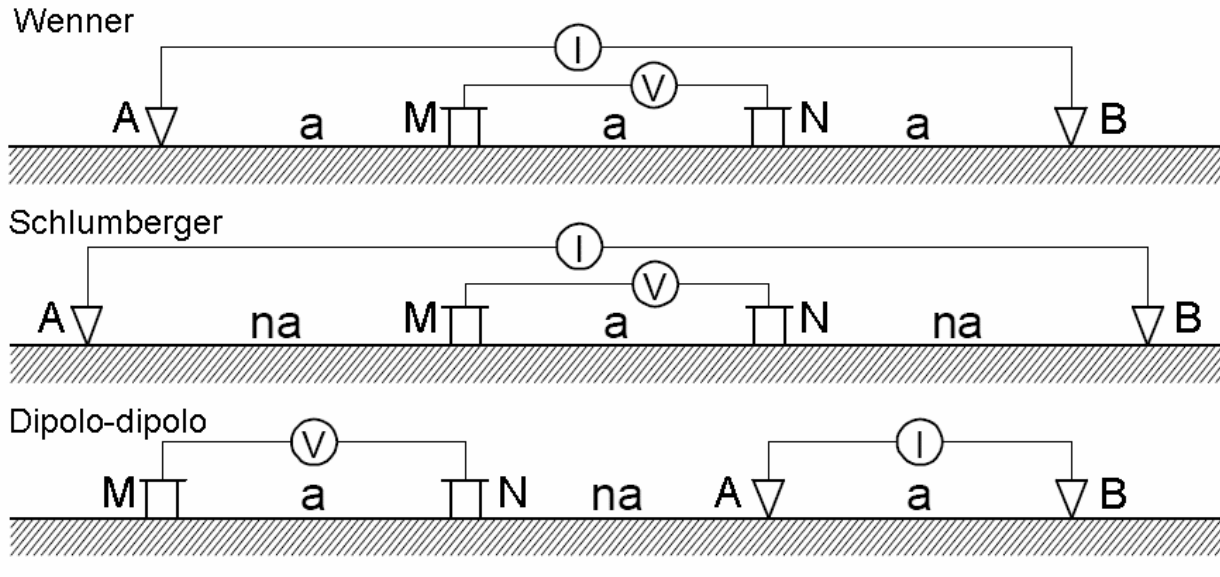 Wenner
I
V
A a M a N a B
Schlumberger
I
V
A na M a N na B
Dipolo-dipolo
V I
M a N na A a B